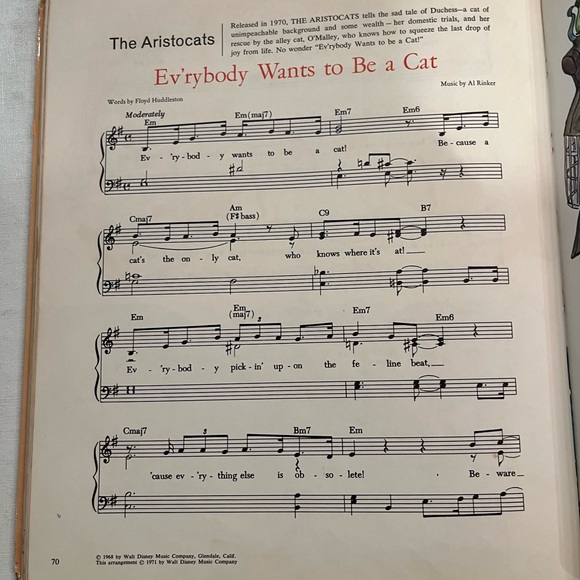 The Aristocats
Released in 1970, THE ARISTOCATS tells the sad tale of Duchess—a cat of
unimpeachable background and some wealth—her domestic trials, and her
rescue by the alley cat, O'Malley, who knows how to squeeze the last drop of
joy from life. No wonder "Ev'rybody Wants to be a Cat!"
Ev'rybody Wants to Be a Cat
Words by Floyd Huddleston
Music by Al Rinker
Moderately
Em Em(maj7) Em7 Em6
Ev - 'ry-bod - y wants to be a cat! Be - cause a
Cmaj7 Am (F♯bass) C9 B7
cat's the on - ly cat, who knows where it's at!
Em Em (maj7) Em7 Em6
3
Ev - 'ry - bod - y pick-in' up-on the fe - line beat,
Cmaj7 Bm7 Em
3
'cause ev - 'ry-thing else is ob - so - lete! Be - ware
70
© 1968 by Walt Disney Music Company, Glendale, Calif.
This arrangement © 1971 by Walt Disney Music Company